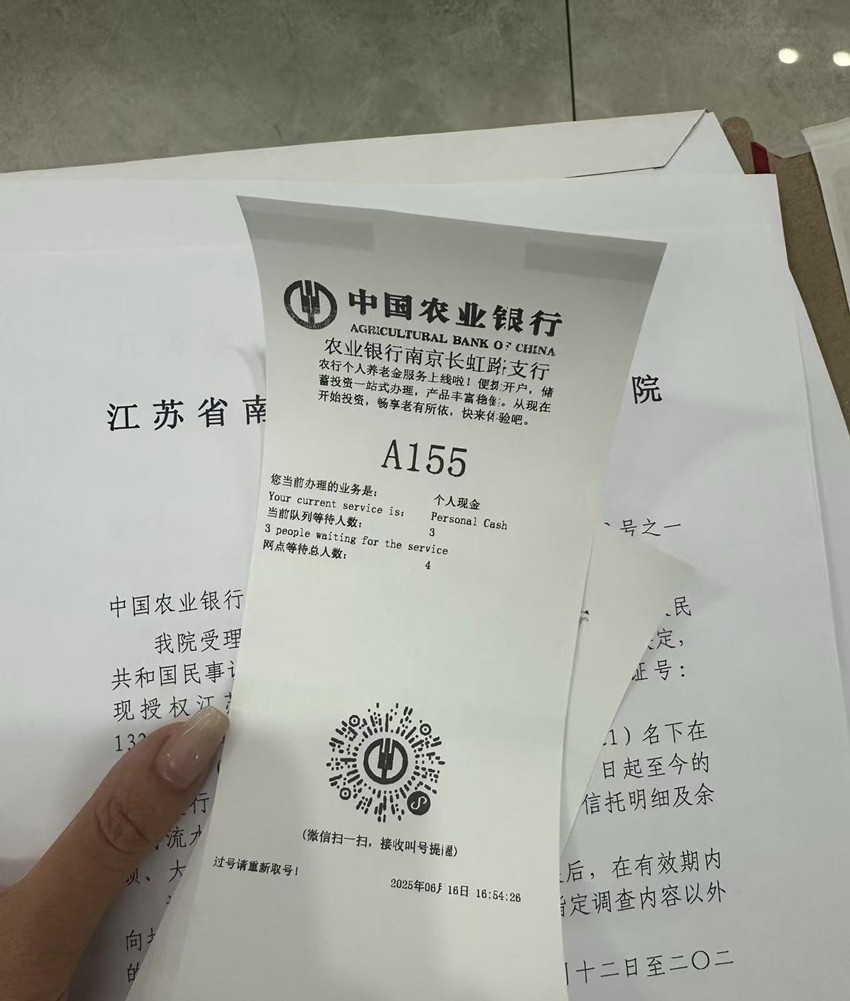 中国农业银行
AGRICULTURAL BANK OF CHINA
农业银行南京长虹路支行
农行个人养老金服务上线啦！便捷开户，储
蓄投资一站式办理，产品丰富稳健。从现在
开始投资，畅享老有所依，快来体验吧。
A155
您当前办理的业务是： 个人现金
Your current service is: Personal Cash
当前队列等待人数： 3
3 people waiting for the service
网点等待总人数： 4
(微信扫一扫，接收叫号提醒)
过号请重新取号！
2025年06月16日 16:54:26
江苏省南 院
号之一
中国农业银行 民
我院受理 定，
共和国民事 证号：
现授权江
1) 名下在
日起至今的
行 信托明细及余
流水
大 后，在有效期内
指定调查内容以外
向
的 十二日至二〇二